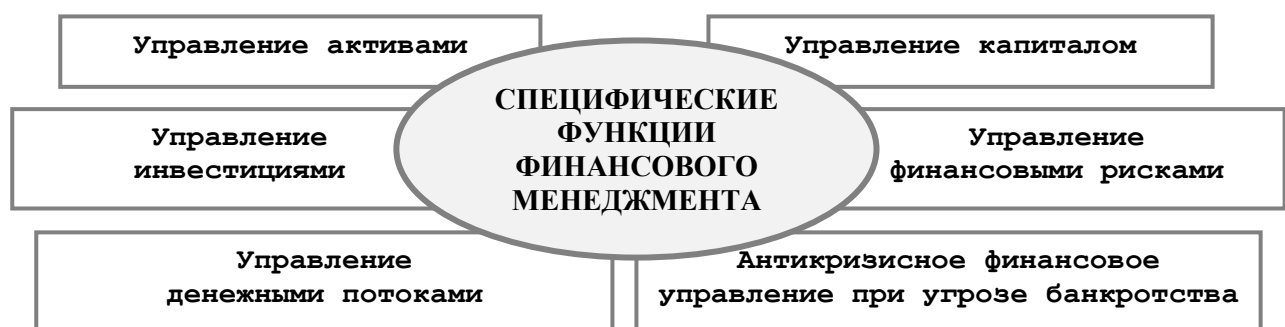 Управление активами
Управление капиталом
СПЕЦИФИЧЕСКИЕ
ФУНКЦИИ
ФИНАНСОВОГО
МЕНЕДЖМЕНТА
Управление
инвестициями
Управление
финансовыми рисками
Управление
денежными потоками
Антикризисное финансовое
управление при угрозе банкротства